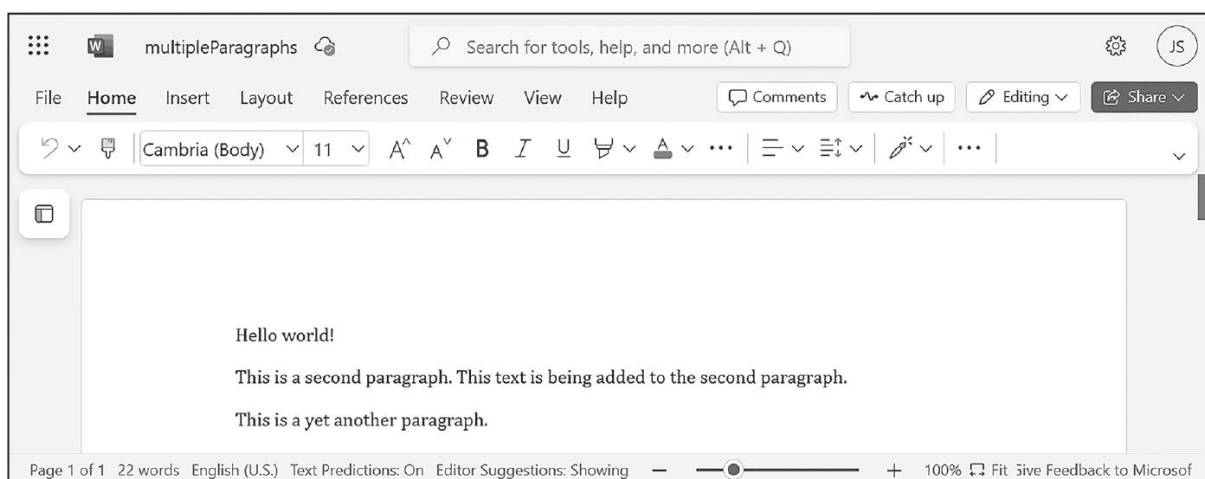 W multipleParagraphs Search for tools, help, and more (Alt + Q) JS
File Home Insert Layout References Review View Help Comments Catch up Editing Share
Cambria (Body) 11 A A B I U A
Hello world!
This is a second paragraph. This text is being added to the second paragraph.
This is a yet another paragraph.
Page 1 of 1 22 words English (U.S.) Text Predictions: On Editor Suggestions: Showing 100% Fit Give Feedback to Microsof